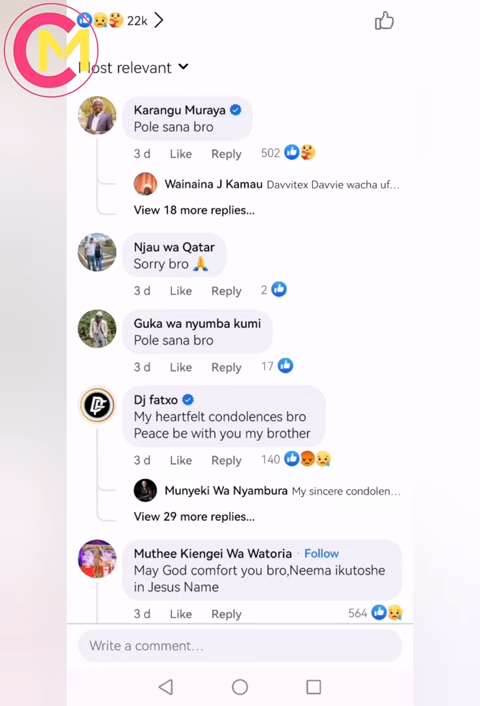 CM
22k
Most relevant
Karangu Muraya
Pole sana bro
3 d Like Reply 502
Wainaina J Kamau Davvitex Davvie wacha uf...
View 18 more replies...
Njau wa Qatar
Sorry bro 🙏
3 d Like Reply 2
Guka wa nyumba kumi
Pole sana bro
3 d Like Reply 17
Dj fatxo
My heartfelt condolences bro
Peace be with you my brother
3 d Like Reply 140
Munyeki Wa Nyambura My sincere condolen...
View 29 more replies...
Muthee Kiengei Wa Watoria · Follow
May God comfort you bro,Neema ikutoshe
in Jesus Name
3 d Like Reply 564
Write a comment...